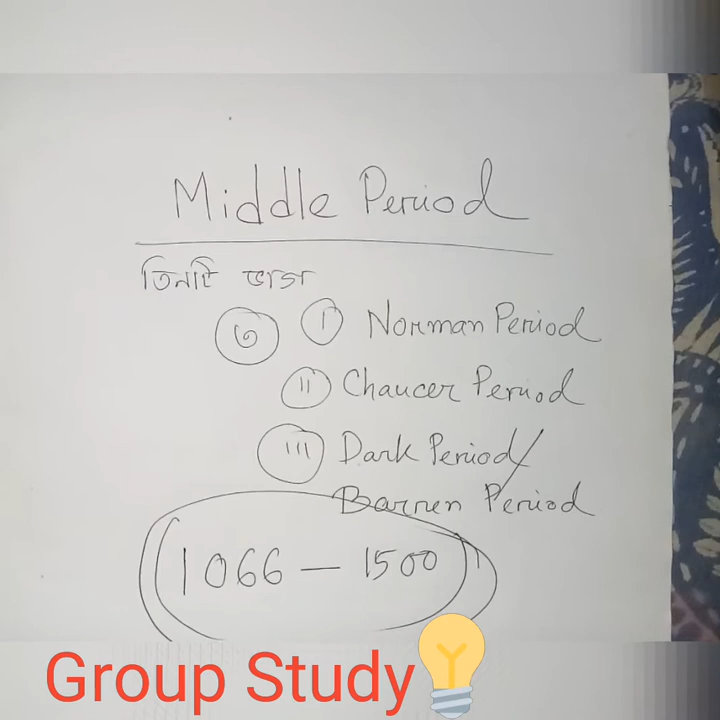 Middle Period
তিনটি ভাগ
৩ i Norman Period
ii Chaucer Period
iii Dark Period/
Barren Period
1066 – 1500
Group Study